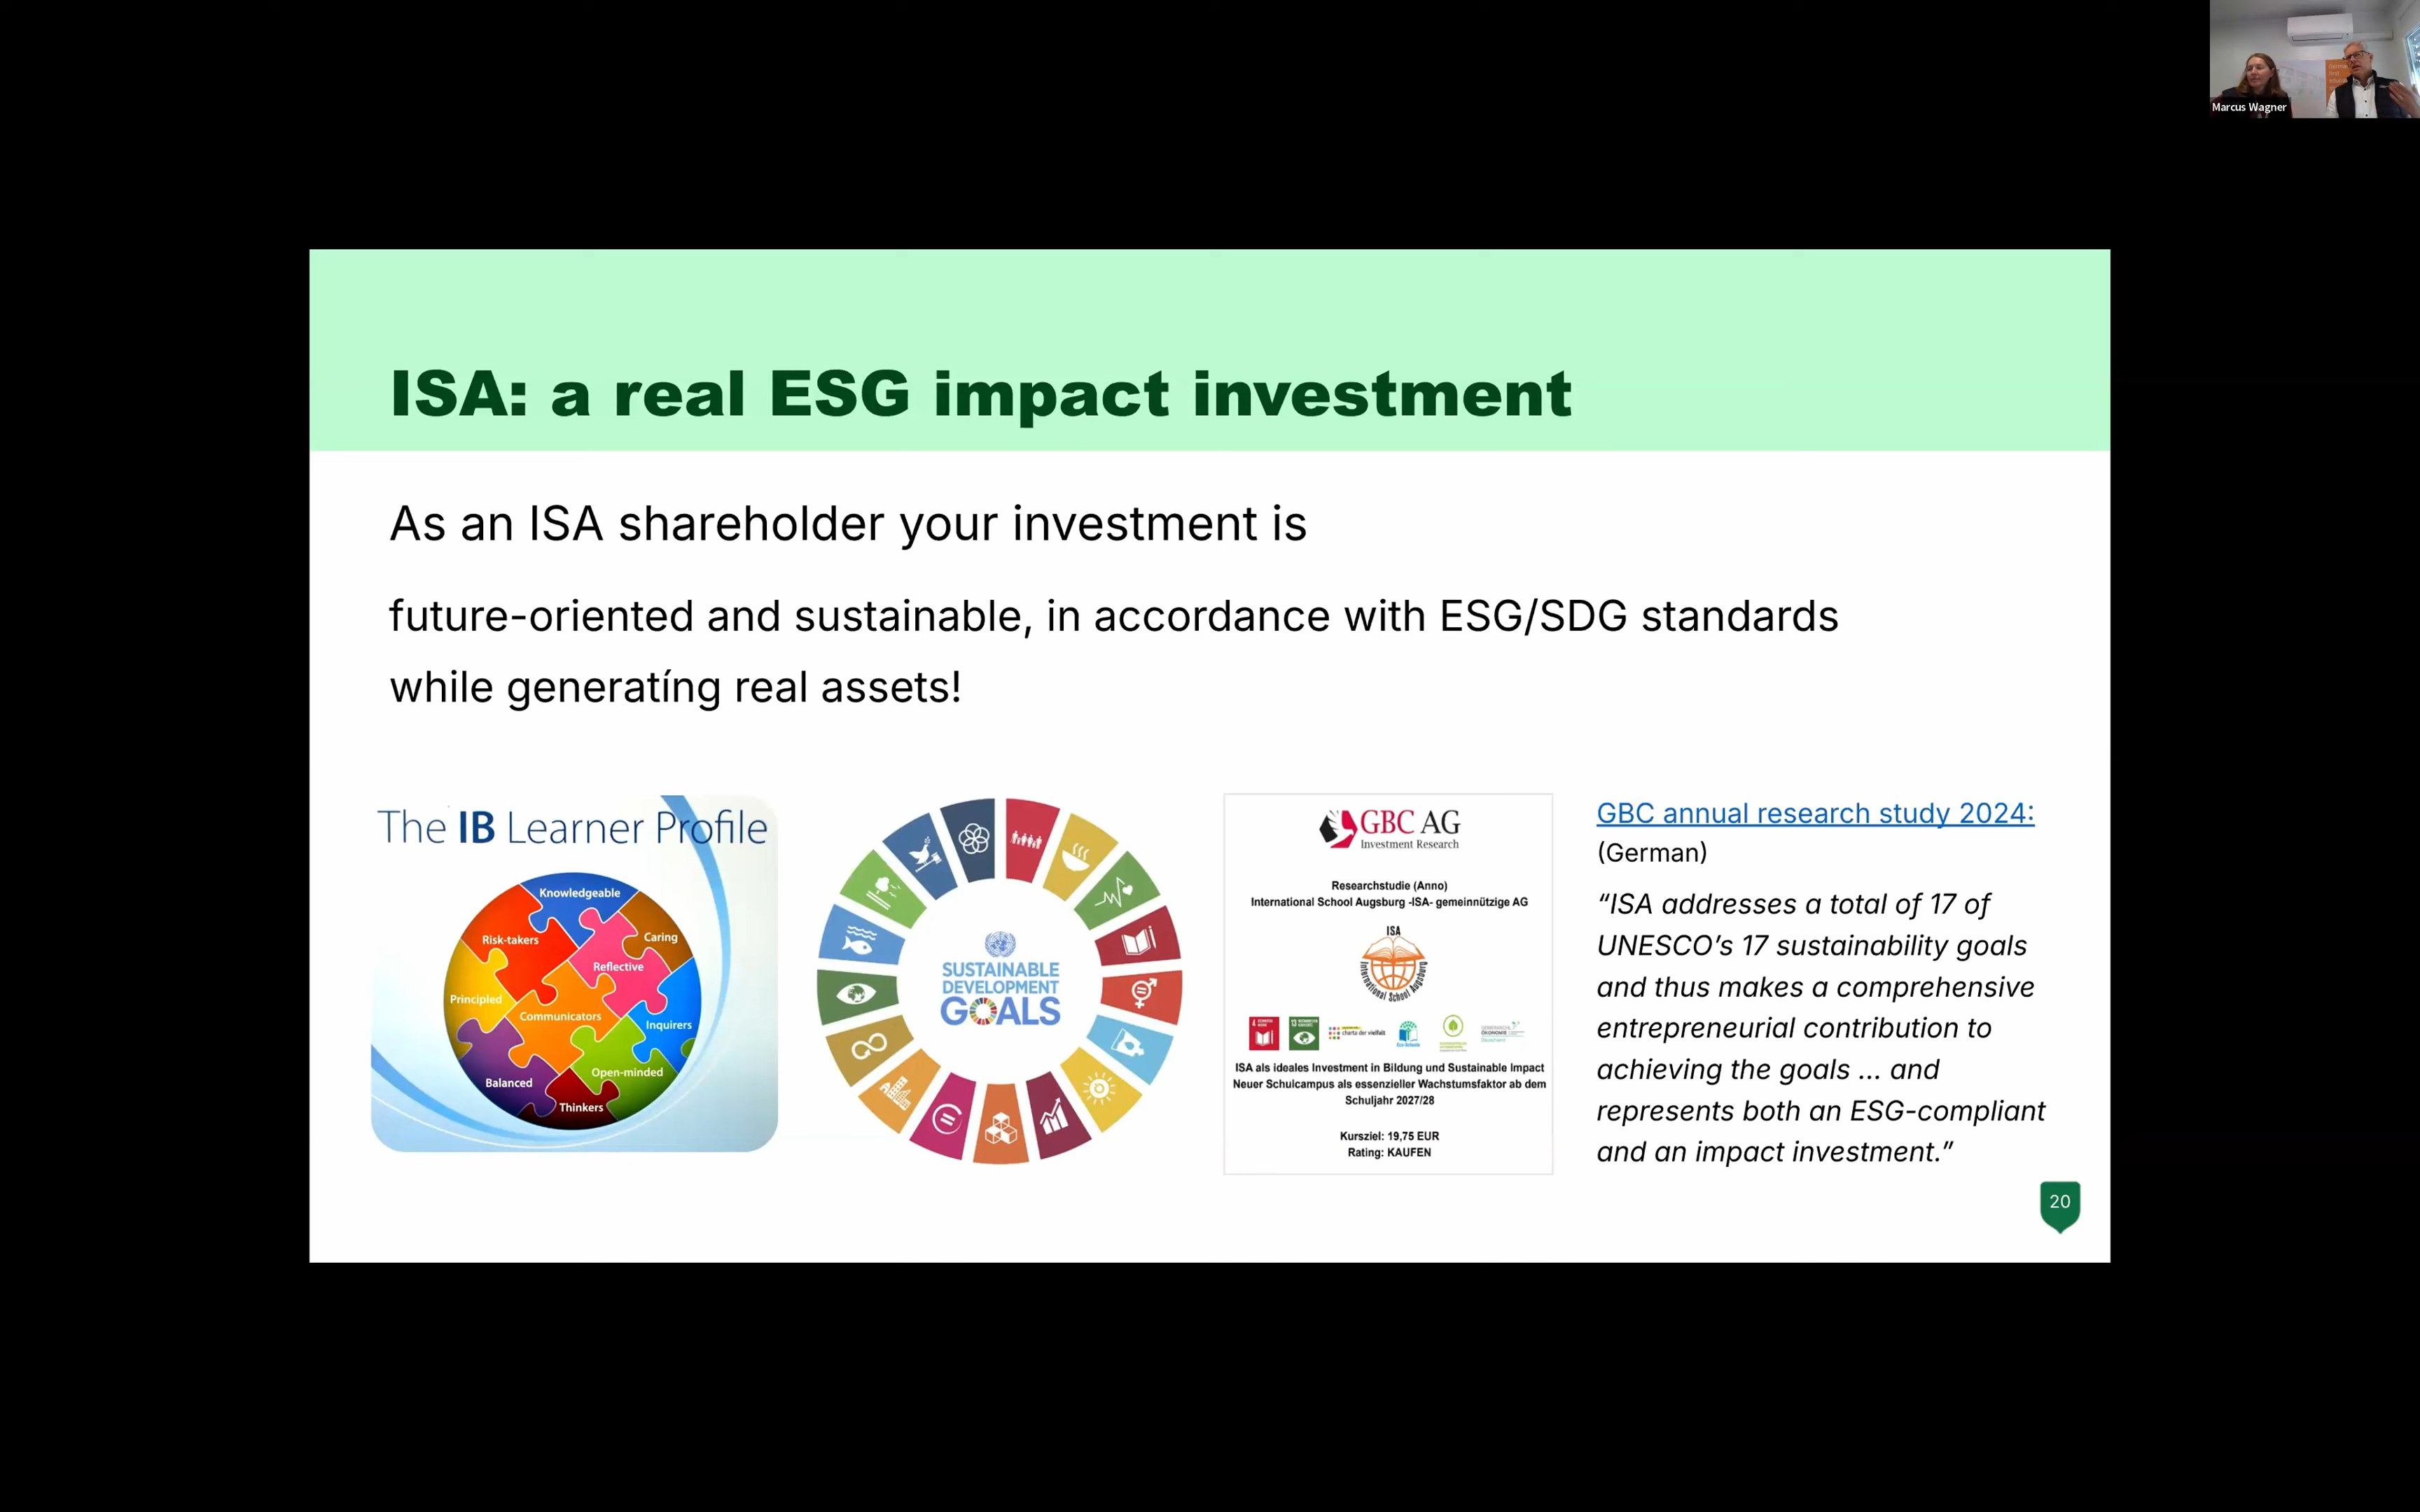 Marcus Wagner
ISA: a real ESG impact investment
As an ISA shareholder your investment is
future-oriented and sustainable, in accordance with ESG/SDG standards
while generatíng real assets!
The IB Learner Profile
Knowledgeable
Risk-takers
Caring
Reflective
Principled
Communicators
Inquirers
Balanced
Open-minded
Thinkers
SUSTAINABLE
DEVELOPMENT
GOALS
GBC AG
Investment Research
Researchstudie (Anno)
International School Augsburg -ISA- gemeinnützige AG
ISA
International School Augsburg
charta der vielfalt
Eco-Schools
ISA als ideales Investment in Bildung und Sustainable Impact
Neuer Schulcampus als essenzieller Wachstumsfaktor ab dem
Schuljahr 2027/28
Kursziel: 19,75 EUR
Rating: KAUFEN
GBC annual research study 2024:
(German)
“ISA addresses a total of 17 of
UNESCO’s 17 sustainability goals
and thus makes a comprehensive
entrepreneurial contribution to
achieving the goals ... and
represents both an ESG-compliant
and an impact investment.”
20